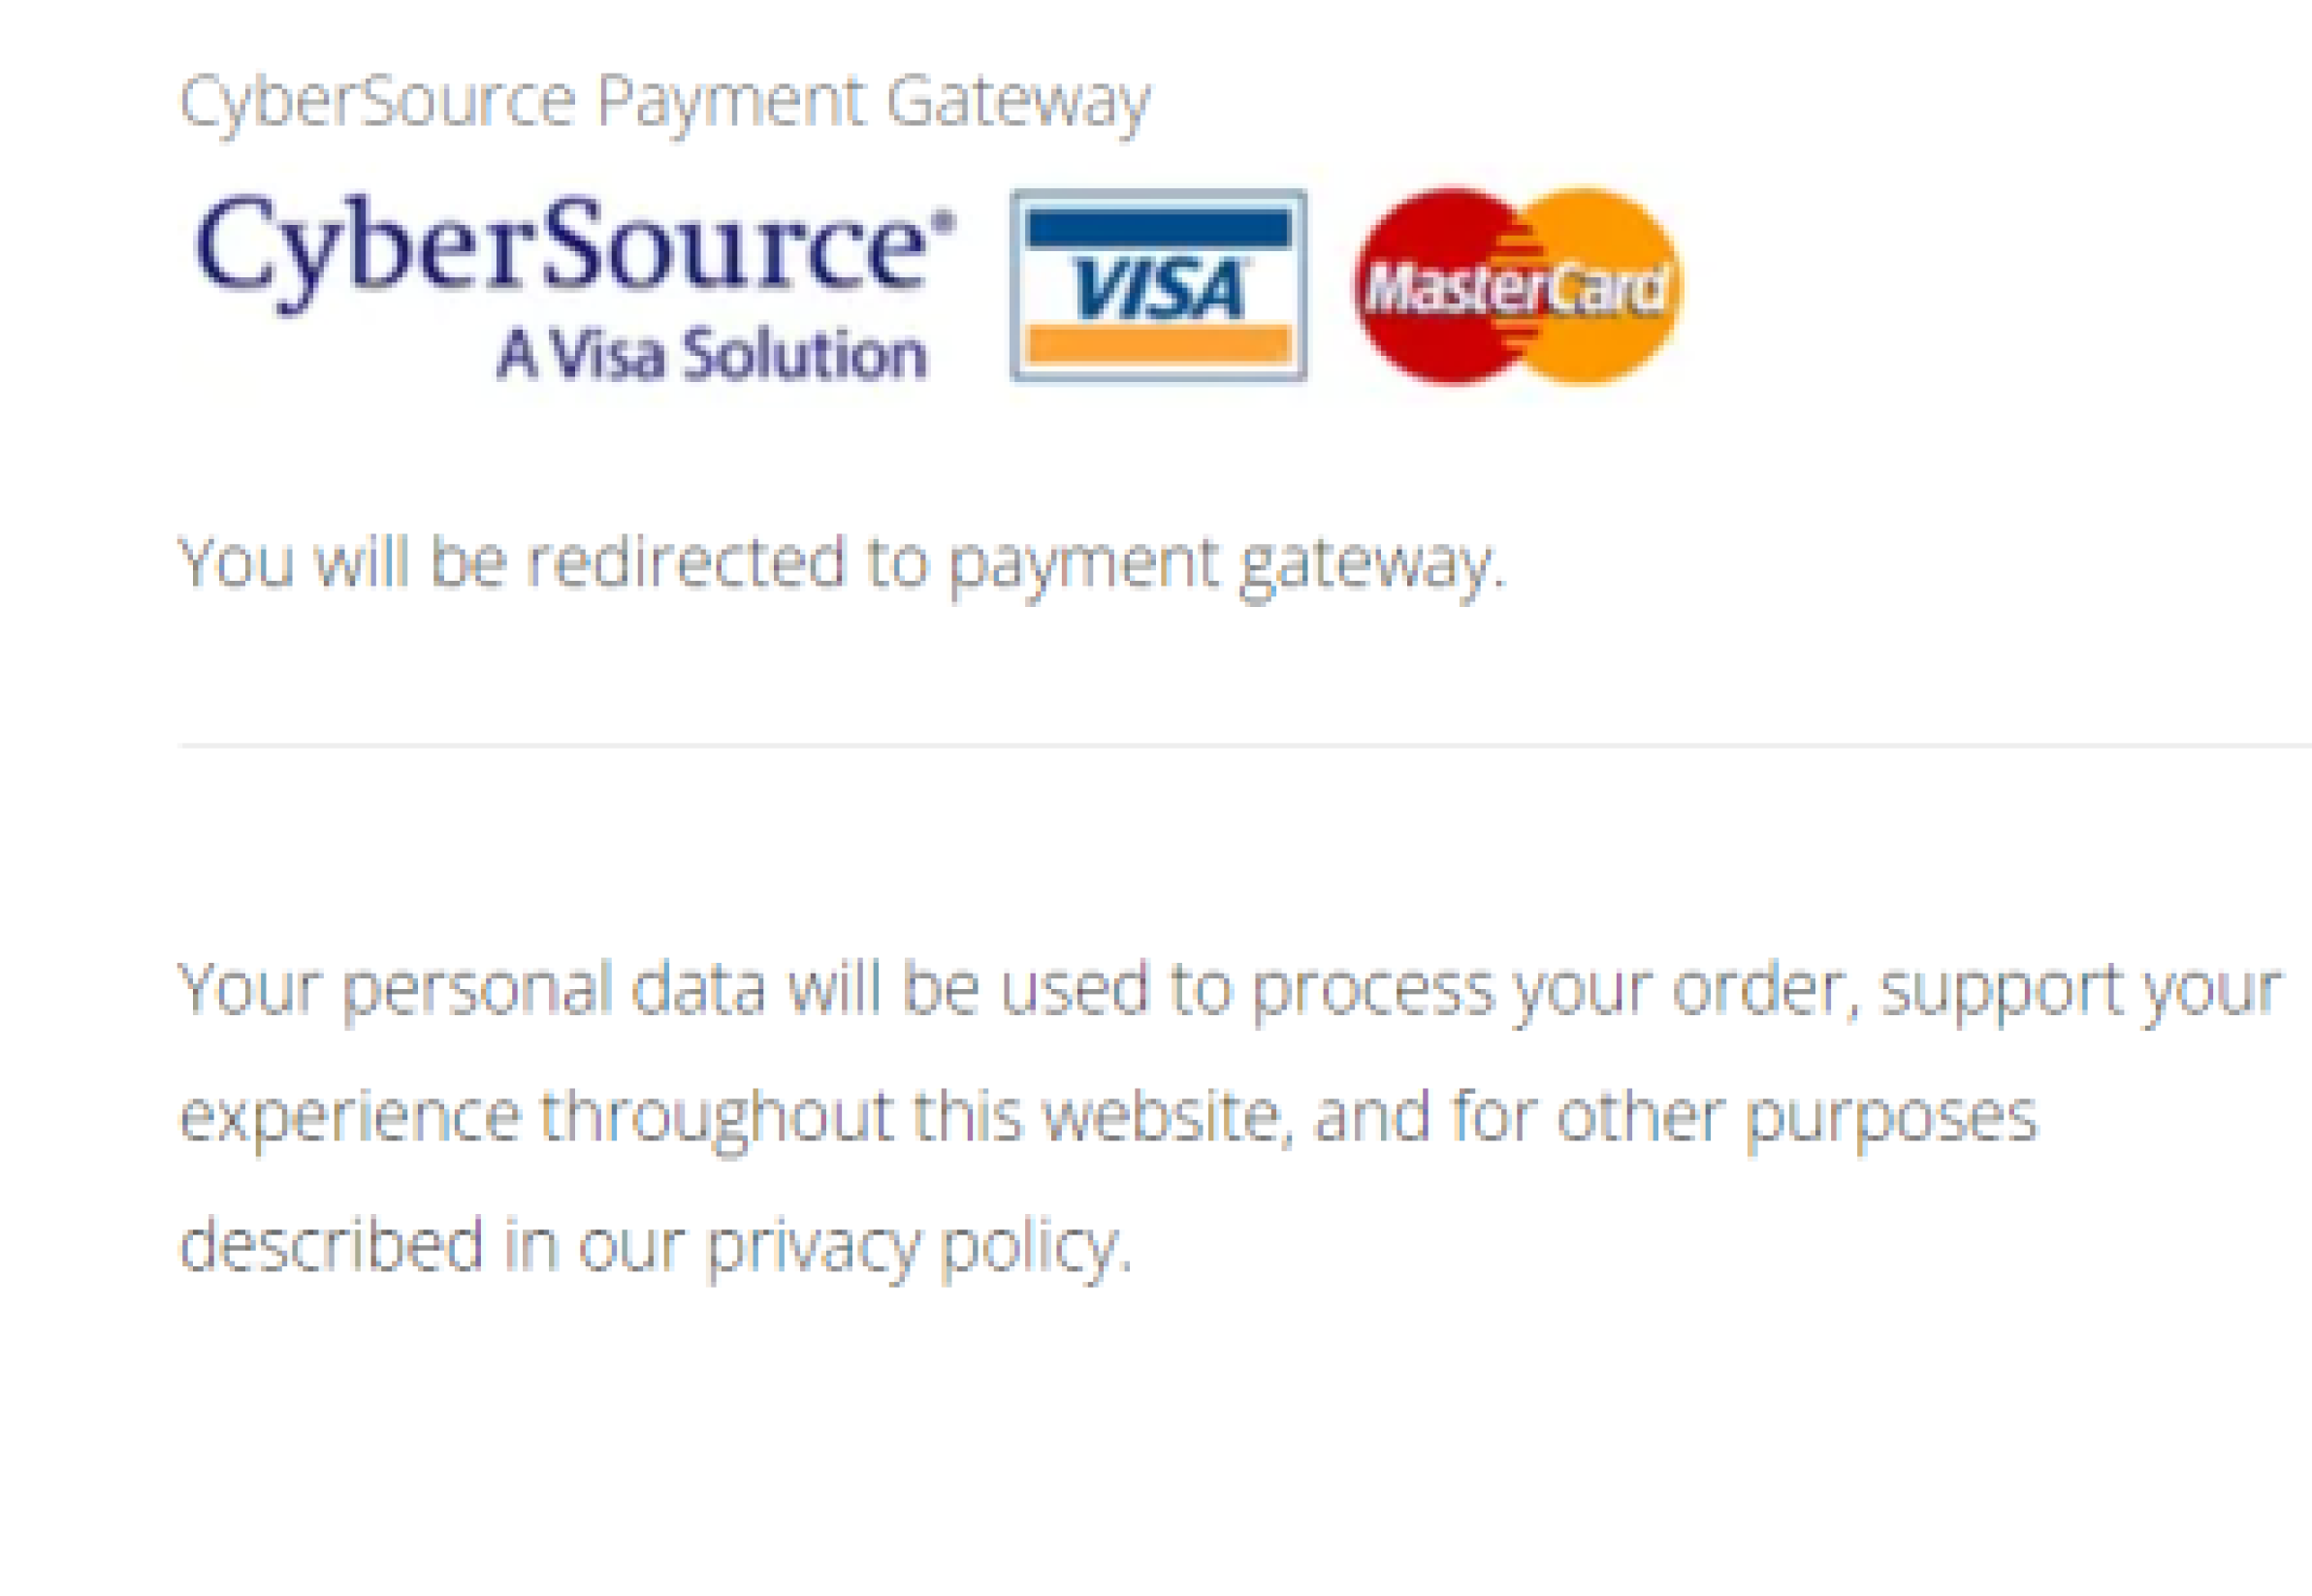 CyberSource Payment Gateway
CyberSource® VISA MasterCard
A Visa Solution
You will be redirected to payment gateway.
Your personal data will be used to process your order, support your
experience throughout this website, and for other purposes
described in our privacy policy.